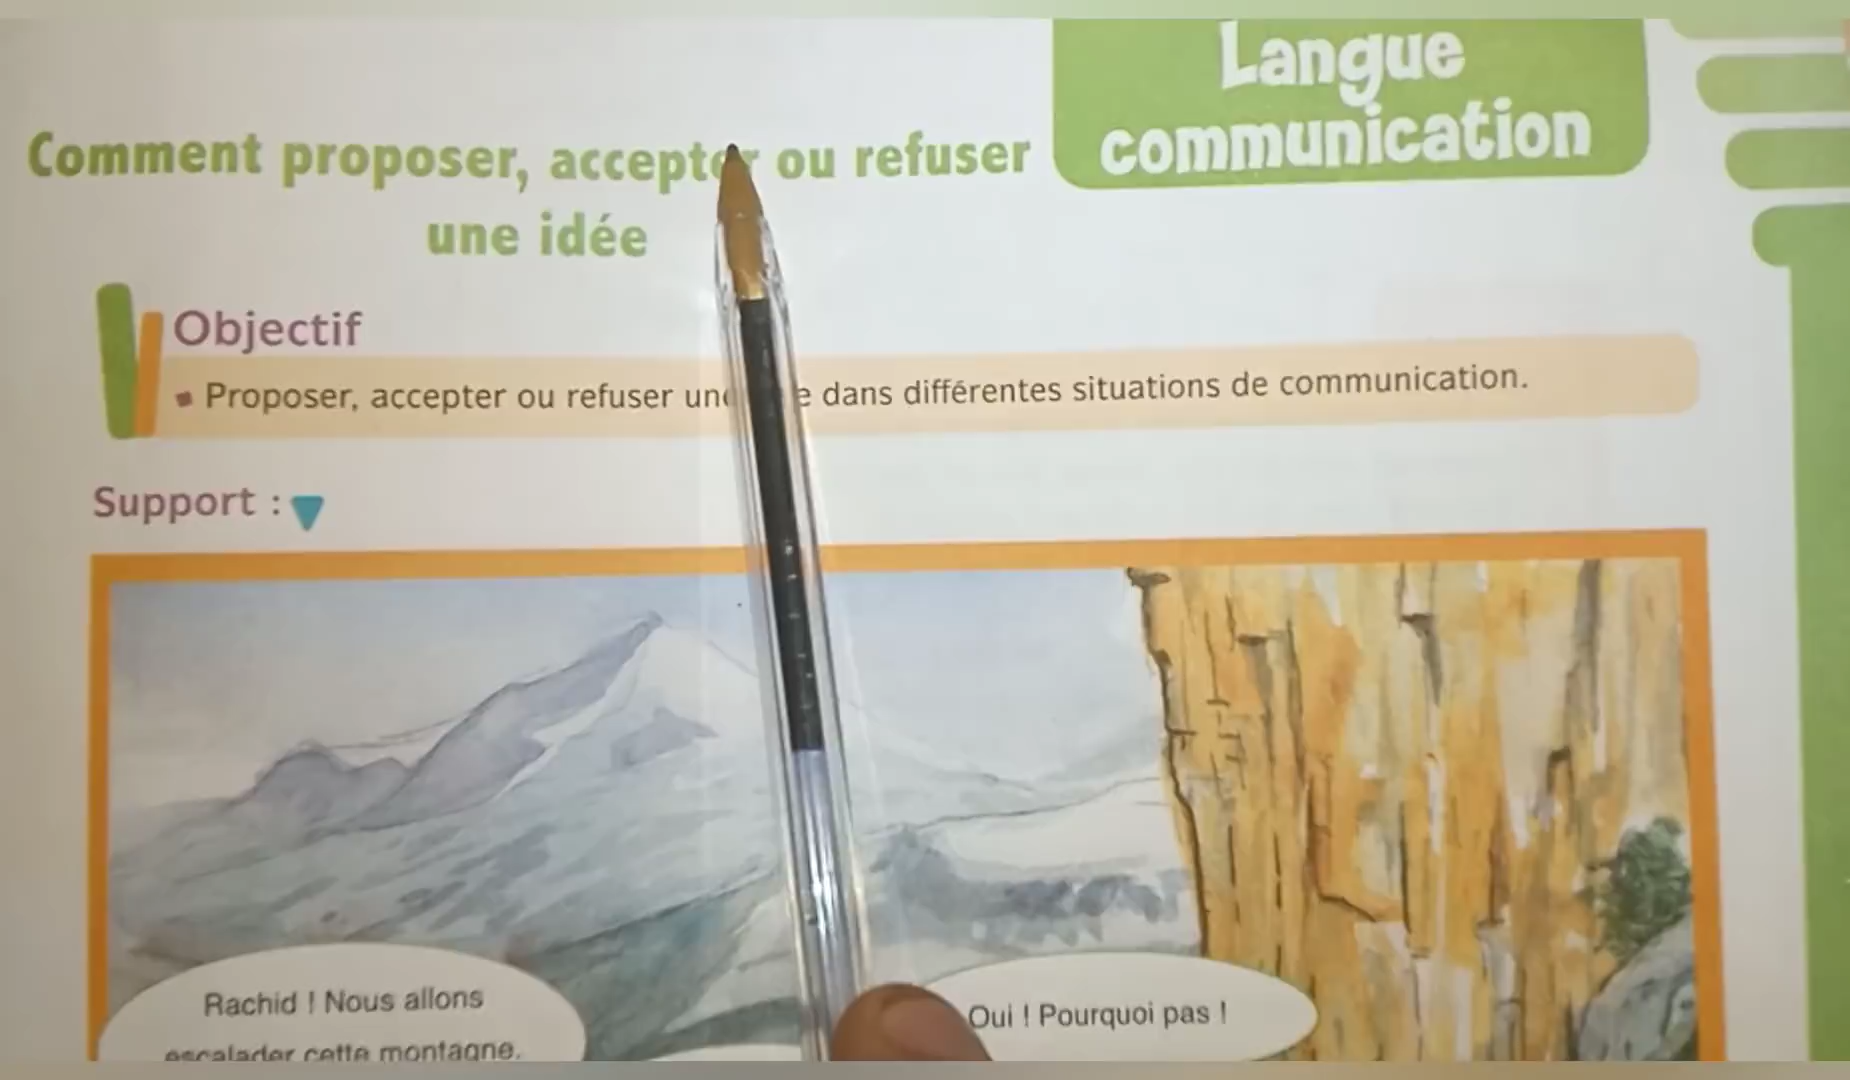 Langue
communication
Comment proposer, accepter ou refuser
une idée
Objectif
Proposer, accepter ou refuser une dans différentes situations de communication.
Support :
Rachid ! Nous allons
escalader cette montagne.
Oui ! Pourquoi pas !